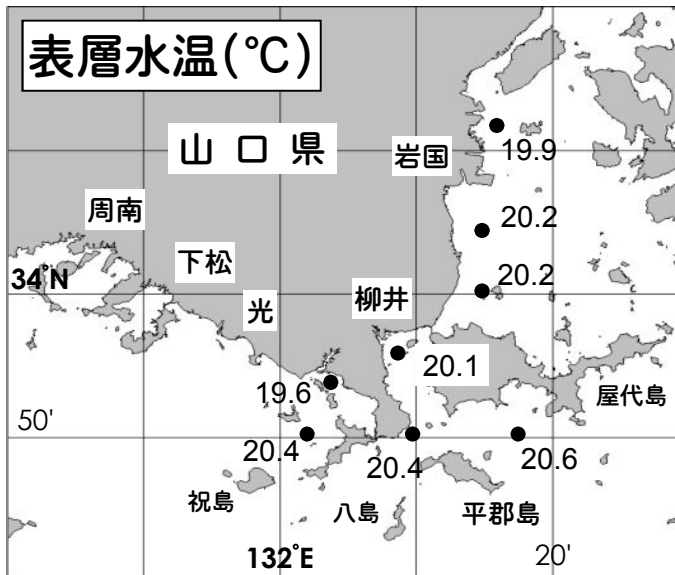 表層水温(℃)
山口県
岩国
19.9
周南
20.2
下松
34°N
20.2
光
柳井
20.1
19.6
屋代島
50'
20.4
20.4
20.6
祝島
八島
平郡島
132°E
20'